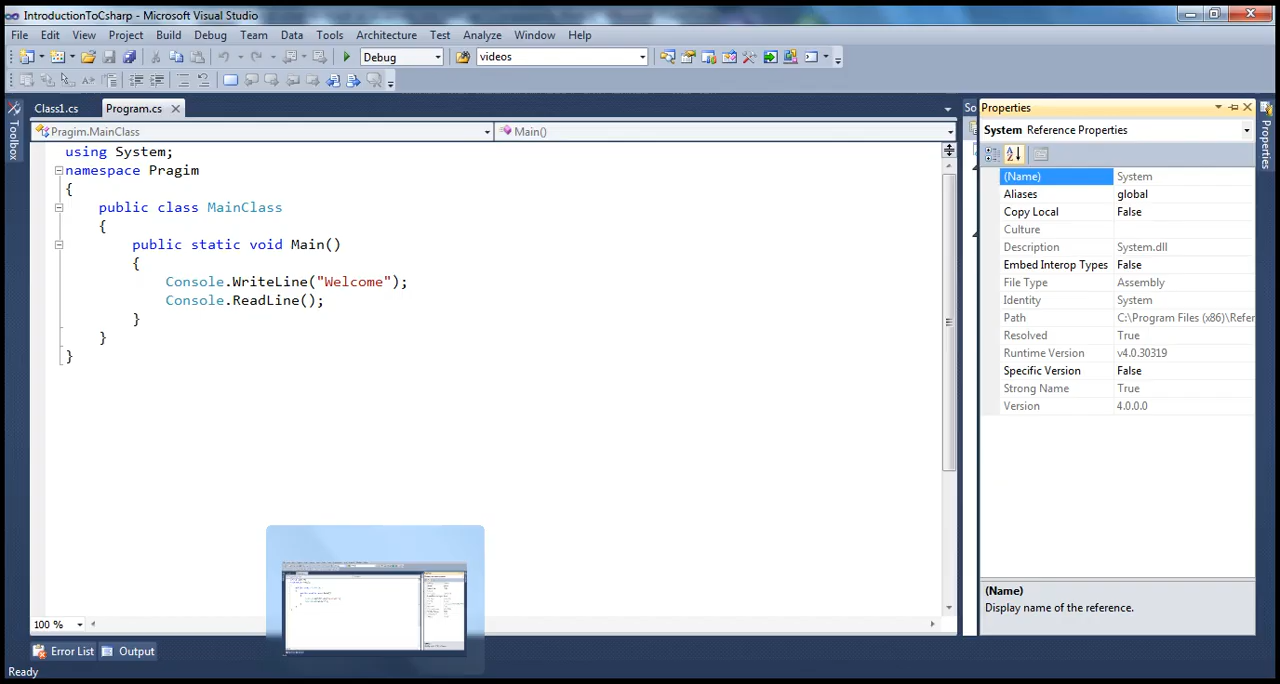 IntroductionToCsharp - Microsoft Visual Studio
File Edit View Project Build Debug Team Data Tools Architecture Test Analyze Window Help
Debug videos
Class1.cs Program.cs
Pragim.MainClass Main()
Toolbox
using System;
namespace Pragim
{
public class MainClass
{
public static void Main()
{
Console.WriteLine("Welcome");
Console.ReadLine();
}
}
}
100 %
Error List Output
Ready
So Properties
System Reference Properties
(Name) System
Aliases global
Copy Local False
Culture
Description System.dll
Embed Interop Types False
File Type Assembly
Identity System
Path C:\Program Files (x86)\Refer
Resolved True
Runtime Version v4.0.30319
Specific Version False
Strong Name True
Version 4.0.0.0
(Name)
Display name of the reference.
Properties